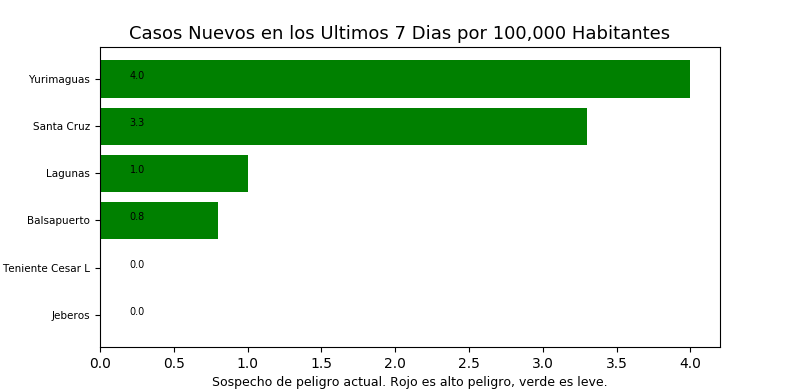 Casos Nuevos en los Ultimos 7 Dias por 100,000 Habitantes
Yurimaguas 4.0
Santa Cruz 3.3
Lagunas 1.0
Balsapuerto 0.8
Teniente Cesar L 0.0
Jeberos 0.0
0.0 0.5 1.0 1.5 2.0 2.5 3.0 3.5 4.0
Sospecho de peligro actual. Rojo es alto peligro, verde es leve.